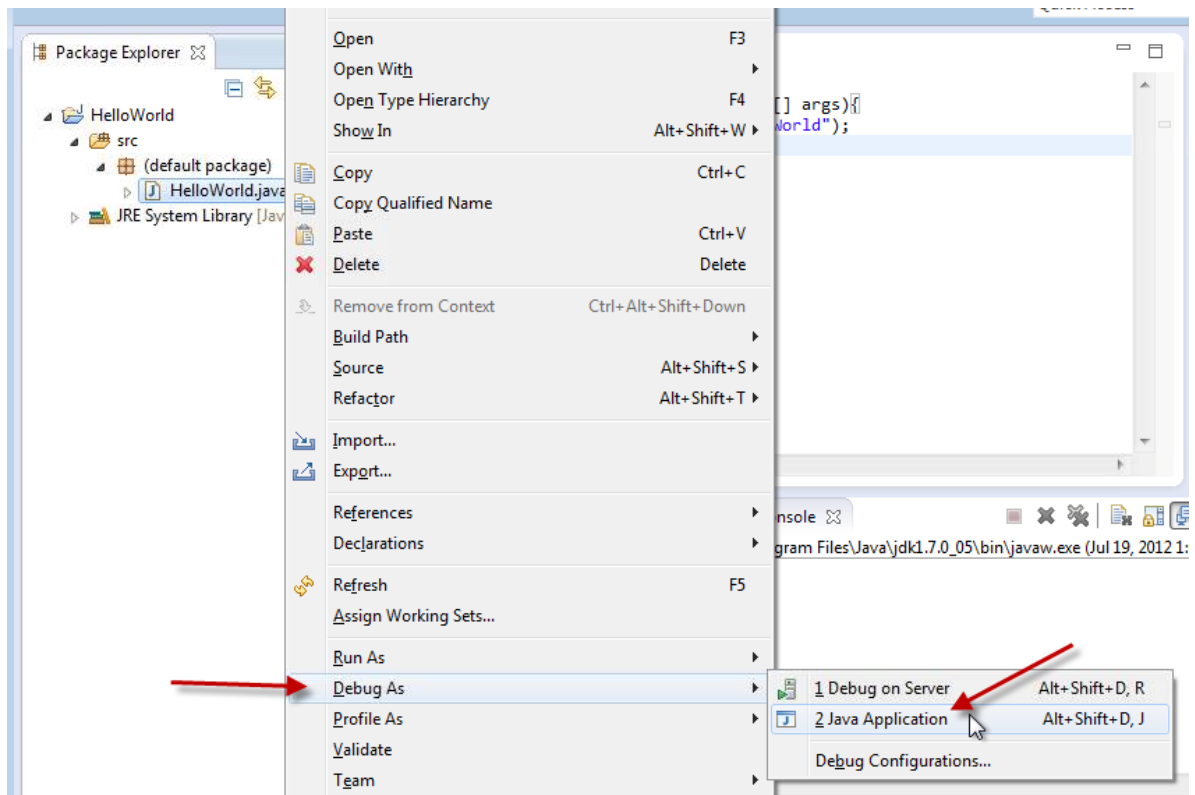 Package Explorer
HelloWorld
src
(default package)
HelloWorld.java
JRE System Library [Jav
Open F3
Open With
Open Type Hierarchy F4
Show In Alt+Shift+W
Copy Ctrl+C
Copy Qualified Name
Paste Ctrl+V
Delete Delete
Remove from Context Ctrl+Alt+Shift+Down
Build Path
Source Alt+Shift+S
Refactor Alt+Shift+T
Import...
Export...
References
Declarations
Refresh F5
Assign Working Sets...
Run As
Debug As
Profile As
Validate
Team
[] args){
World");
nsole
gram Files\Java\jdk1.7.0_05\bin\javaw.exe (Jul 19, 2012 1:
1 Debug on Server Alt+Shift+D, R
2 Java Application Alt+Shift+D, J
Debug Configurations...